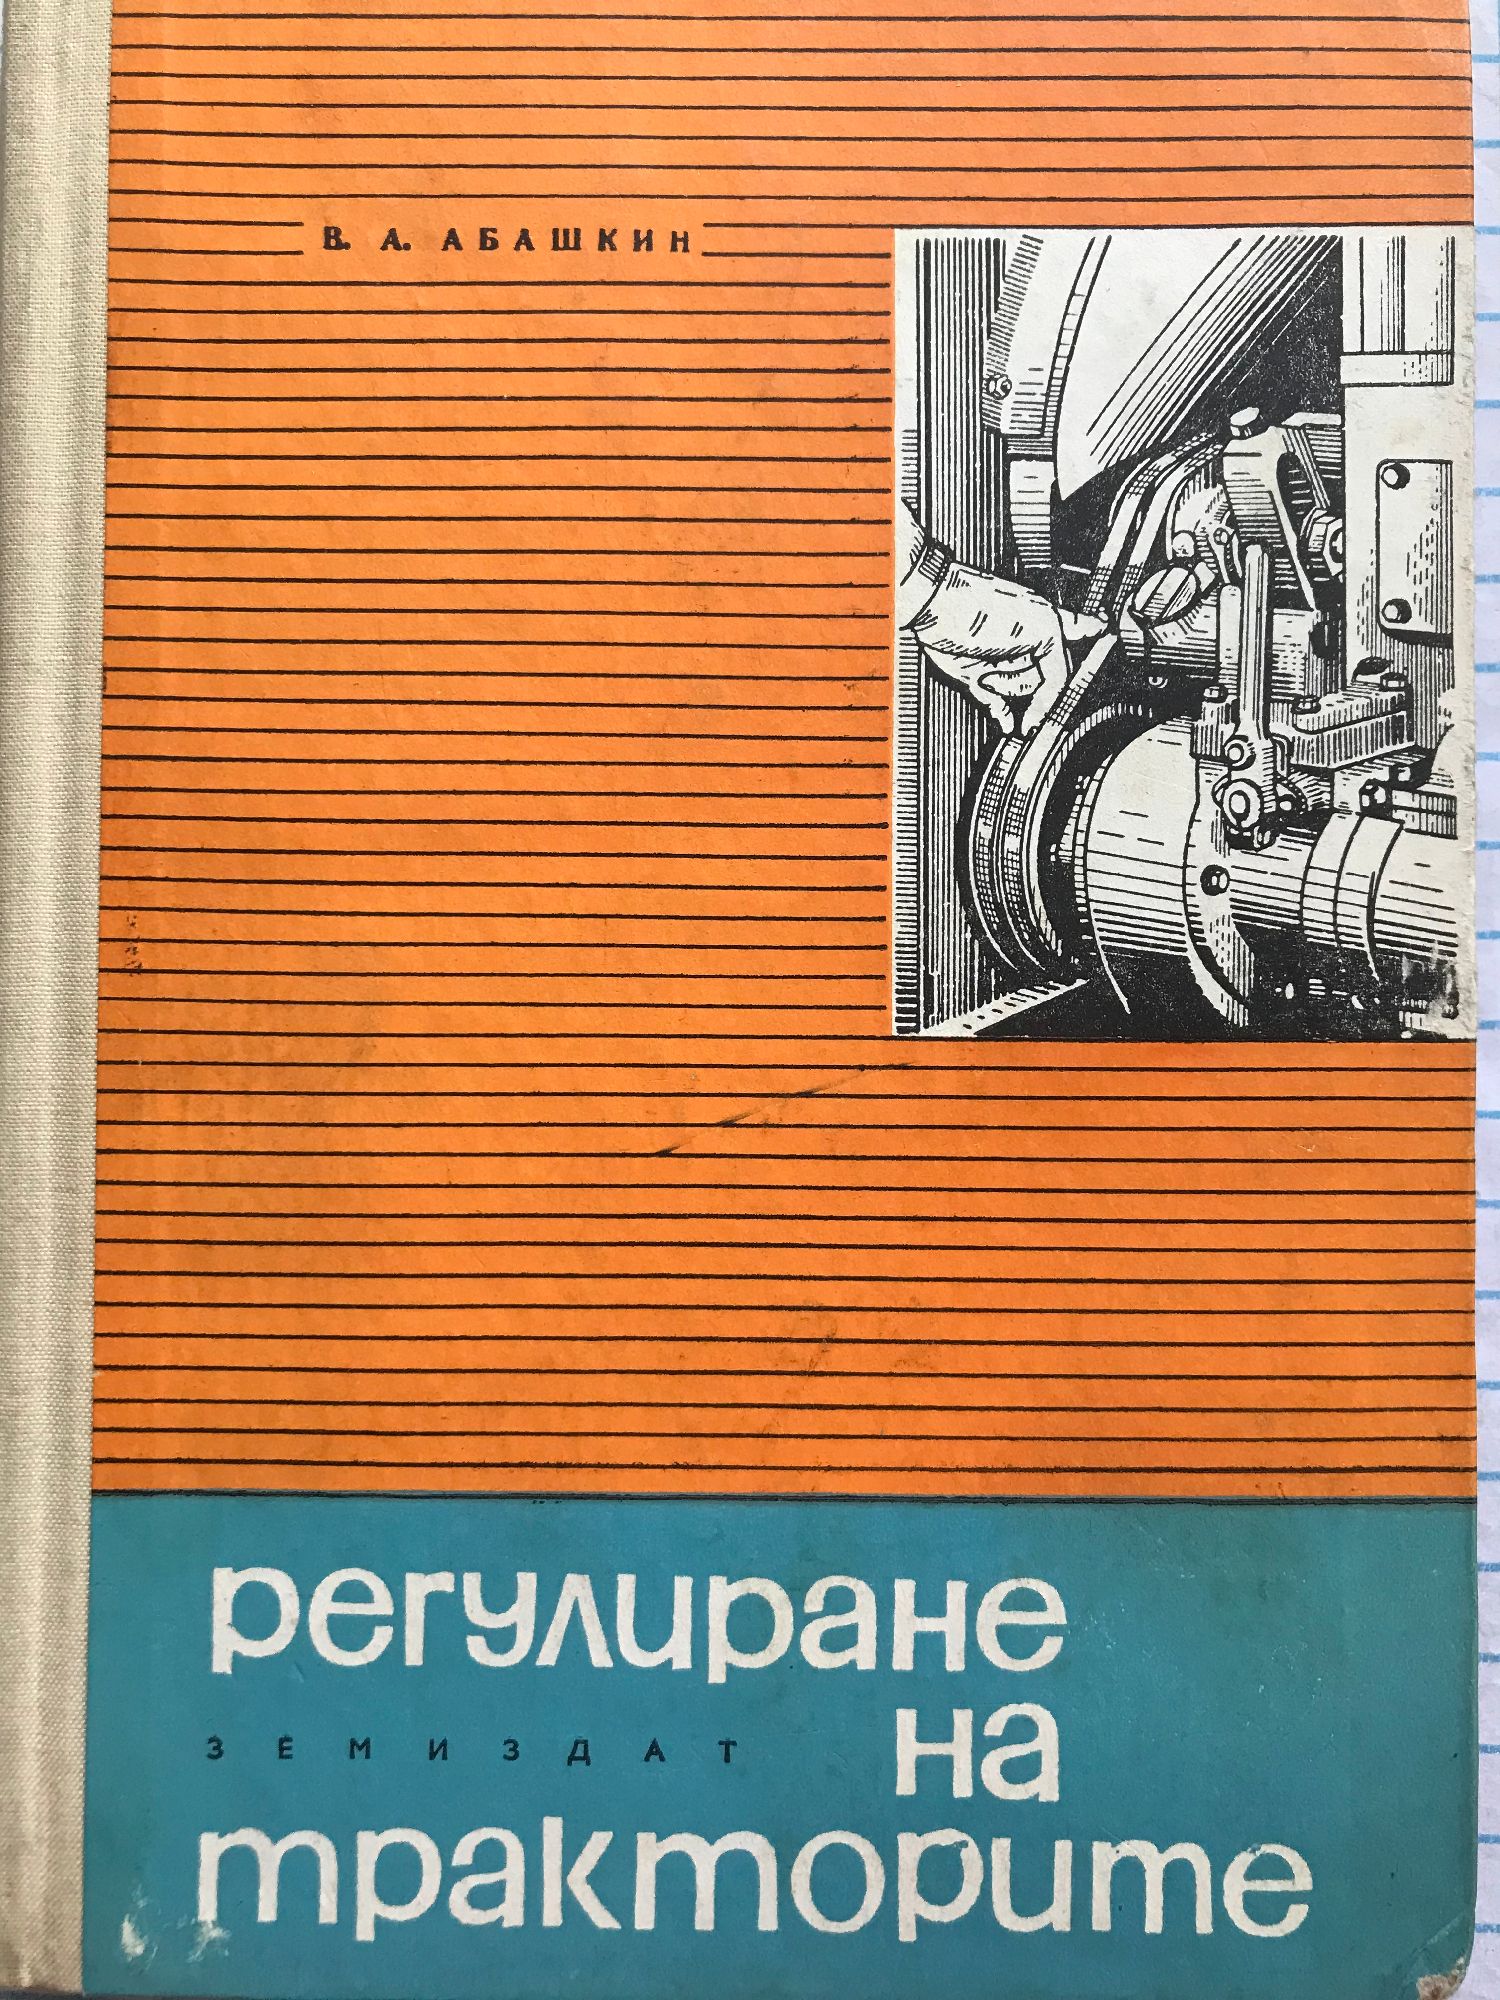 В. А. АБАШКИН
регулиране
ЗЕМИЗДАТ
на
тракторите